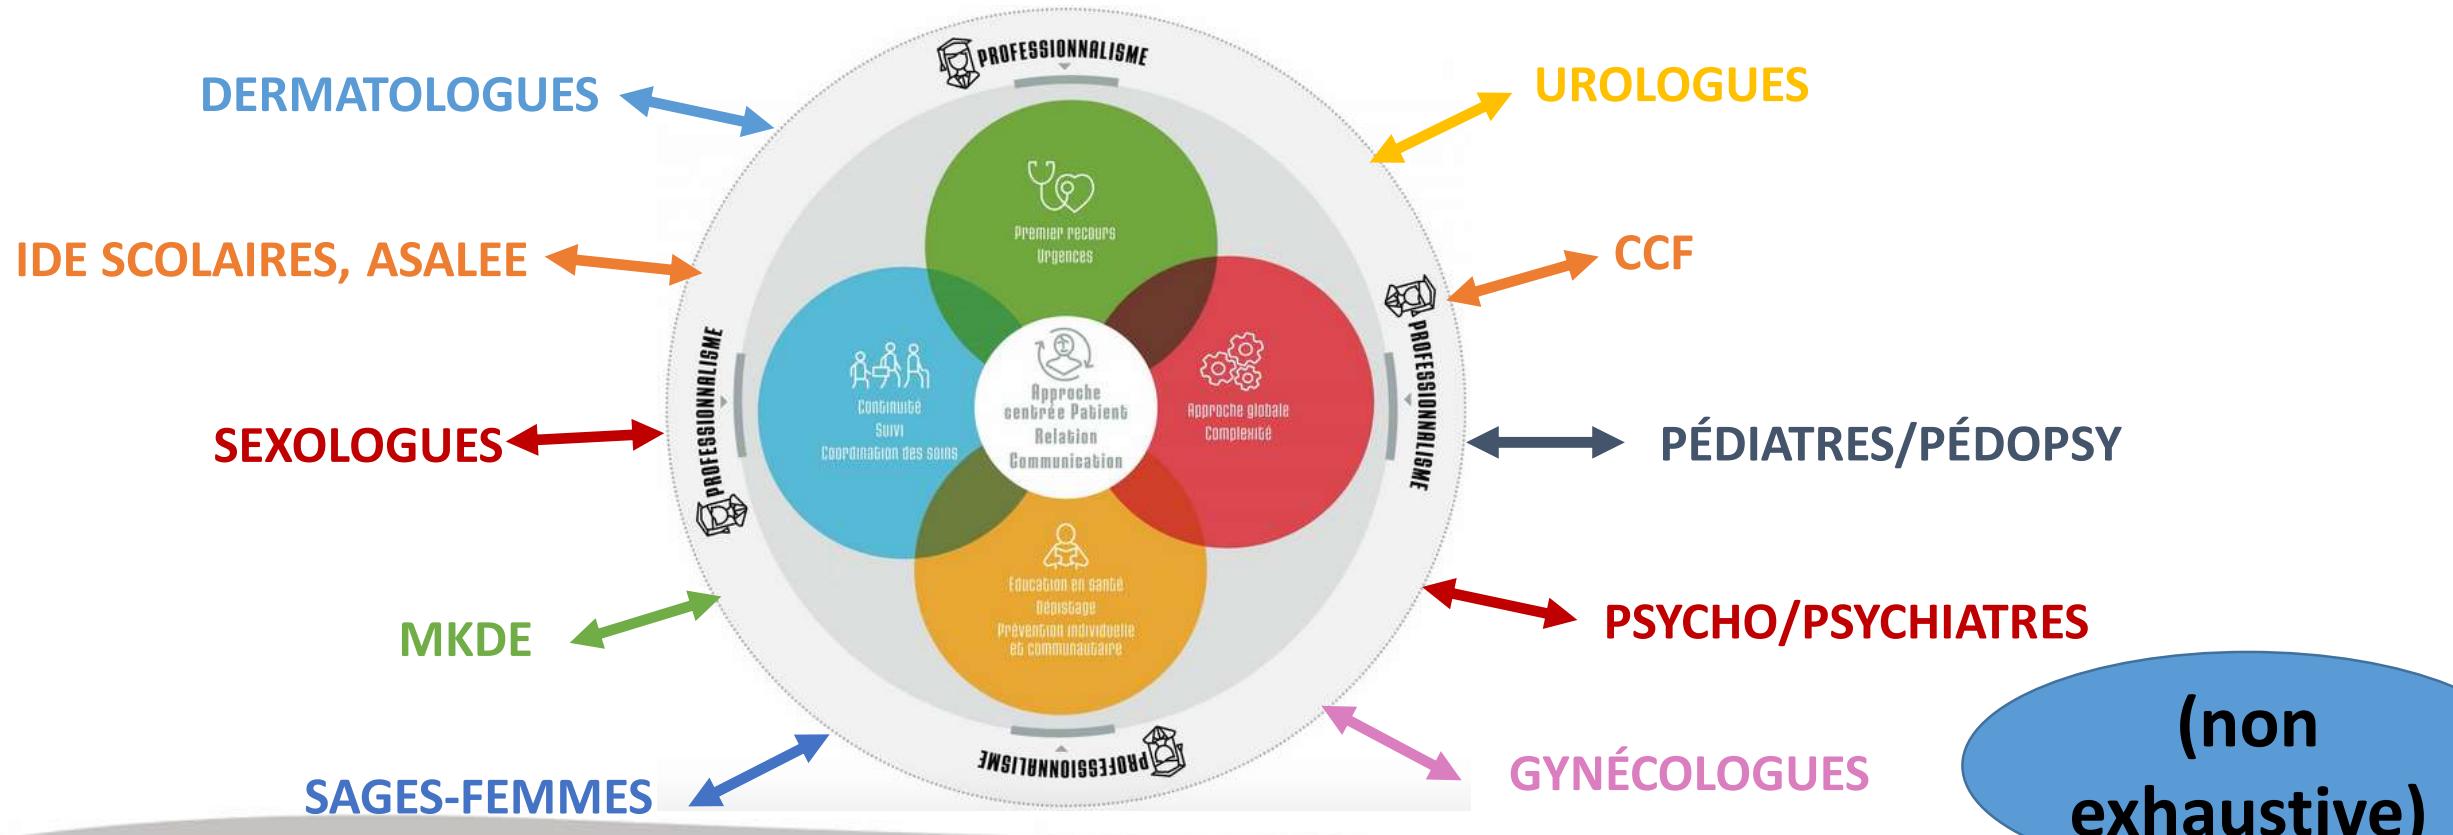 PROFESSIONNALISME
DERMATOLOGUES
UROLOGUES
Premier recours
Urgences
IDE SCOLAIRES, ASALEE
CCF
PROFESSIONNALISME
PROFESSIONNALISME
Continuité
Suivi
Coordination des soins
Approche
centrée Patient
Relation
Communication
Approche globale
Complexité
SEXOLOGUES
PÉDIATRES/PÉDOPSY
Education en santé
Dépistage
Prévention individuelle
et communautaire
MKDE
PSYCHO/PSYCHIATRES
PROFESSIONNALISME
SAGES-FEMMES
GYNÉCOLOGUES
(non
exhaustive)